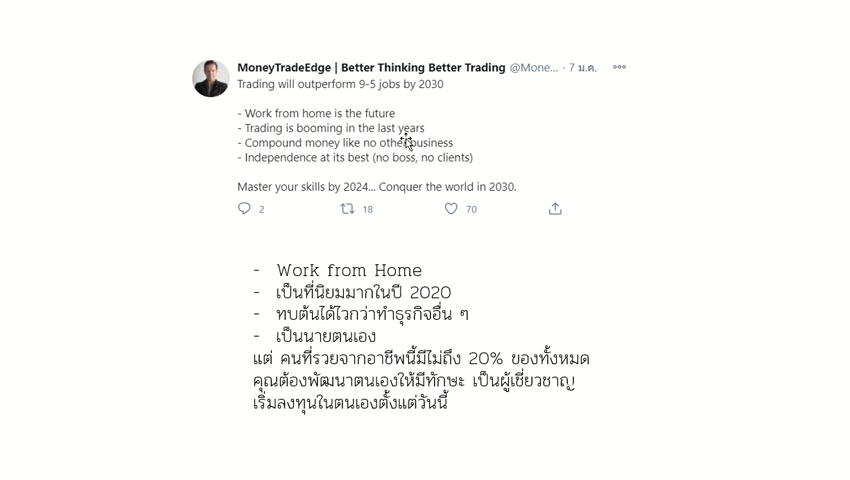 MoneyTradeEdge | Better Thinking Better Trading @Mone... · 7 ม.ค.
Trading will outperform 9-5 jobs by 2030
- Work from home is the future
- Trading is booming in the last years
- Compound money like no other business
- Independence at its best (no boss, no clients)
Master your skills by 2024... Conquer the world in 2030.
2 18 70
- Work from Home
- เป็นที่นิยมมากในปี 2020
- ทบต้นได้ไวกว่าทำธุรกิจอื่น ๆ
- เป็นนายตนเอง
แต่ คนที่รวยจากอาชีพนี้มีไม่ถึง 20% ของทั้งหมด
คุณต้องพัฒนาตนเองให้มีทักษะ เป็นผู้เชี่ยวชาญ
เริ่มลงทุนในตนเองตั้งแต่วันนี้